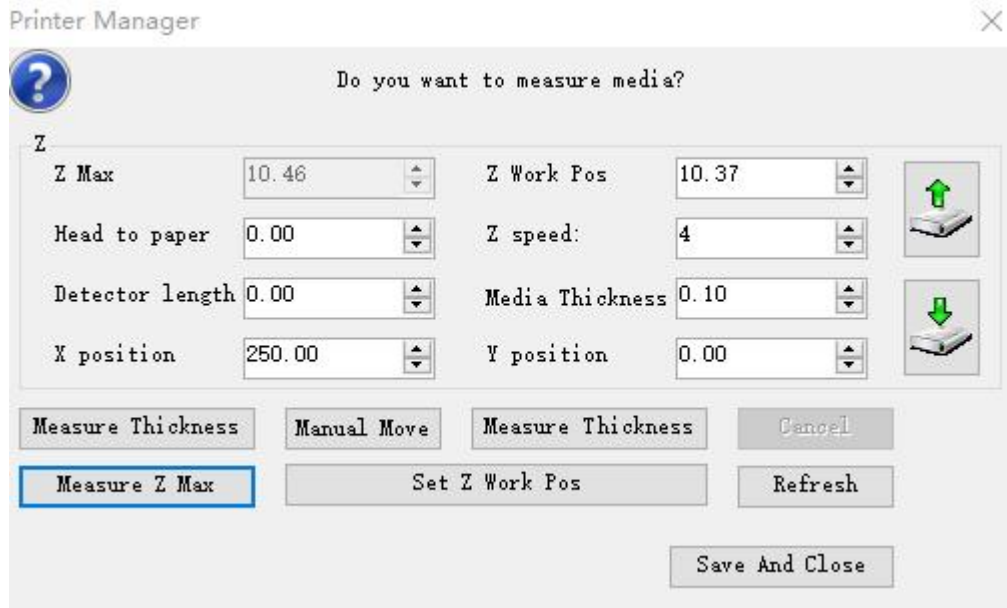 Printer Manager
Do you want to measure media?
Z
Z Max 10.46 Z Work Pos 10.37
Head to paper 0.00 Z speed: 4
Detector length 0.00 Media Thickness 0.10
X position 250.00 Y position 0.00
Measure Thickness Manual Move Measure Thickness Cancel
Measure Z Max Set Z Work Pos Refresh
Save And Close